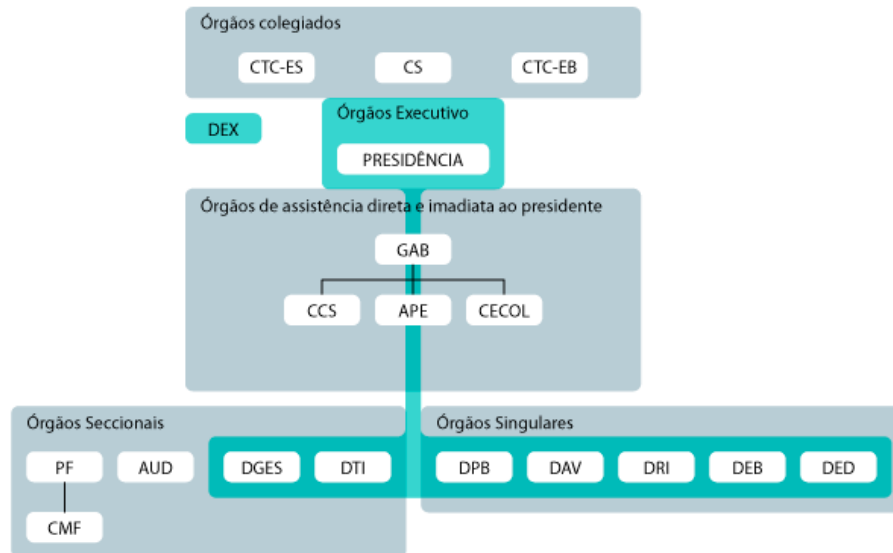 Órgãos colegiados
CTC-ES CS CTC-EB
DEX
Órgãos Executivo
PRESIDÊNCIA
Órgãos de assistência direta e imadiata ao presidente
GAB
CCS APE CECOL
Órgãos Seccionais
PF AUD DGES DTI
CMF
Órgãos Singulares
DPB DAV DRI DEB DED